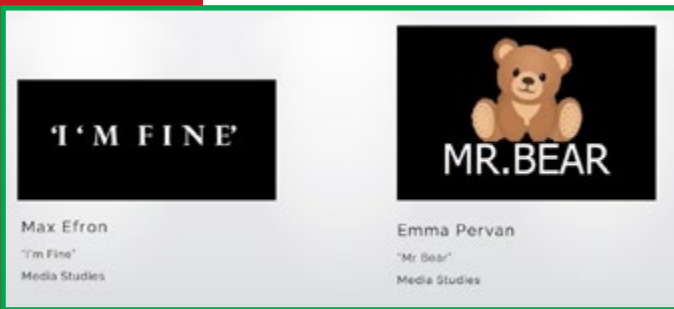 ‘I ‘M FINE’
Max Efron
"I'm Fine"
Media Studies
MR.BEAR
Emma Pervan
"Mr Bear"
Media Studies